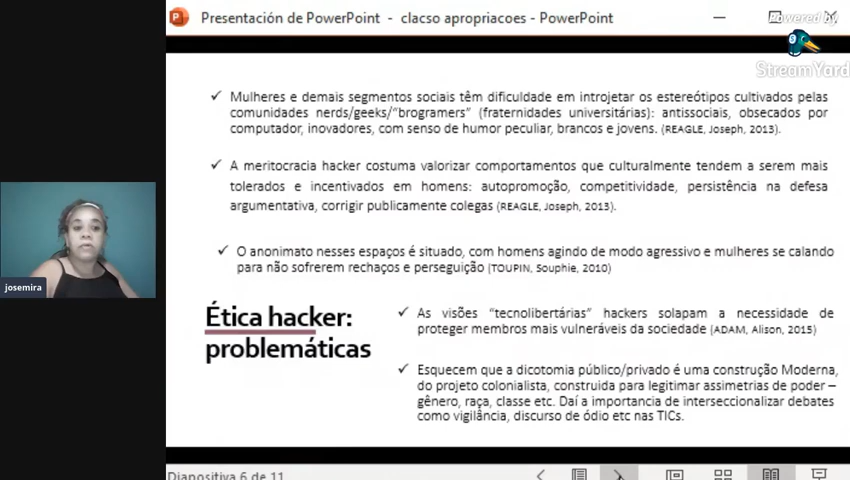 Presentación de PowerPoint - clacso apropriacoes - PowerPoint
Powered by
StreamYard
✓ Mulheres e demais segmentos sociais têm dificuldade em introjetar os estereótipos cultivados pelas
comunidades nerds/geeks/“brogramers” (fraternidades universitárias): antissociais, obsecados por
computador, inovadores, com senso de humor peculiar, brancos e jovens. (REAGLE, Joseph, 2013).
✓ A meritocracia hacker costuma valorizar comportamentos que culturalmente tendem a serem mais
tolerados e incentivados em homens: autopromoção, competitividade, persistência na defesa
argumentativa, corrigir publicamente colegas (REAGLE, Joseph, 2013).
✓ O anonimato nesses espaços é situado, com homens agindo de modo agressivo e mulheres se calando
para não sofrerem rechaços e perseguição (TOUPIN, Souphie, 2010)
josemira
Ética hacker:
problemáticas
✓ As visões “tecnolibertárias” hackers solapam a necessidade de
proteger membros mais vulneráveis da sociedade (ADAM, Alison, 2015)
✓ Esquecem que a dicotomia público/privado é uma construção Moderna,
do projeto colonialista, construida para legitimar assimetrias de poder –
gênero, raça, classe etc. Daí a importancia de interseccionalizar debates
como vigilância, discurso de ódio etc nas TICs.
Diapositiva 6 de 11